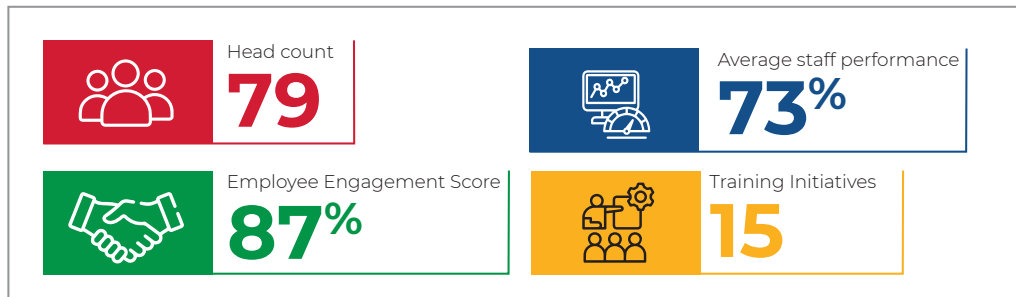 Head count
79
Average staff performance
73%
Employee Engagement Score
87%
Training Initiatives
15